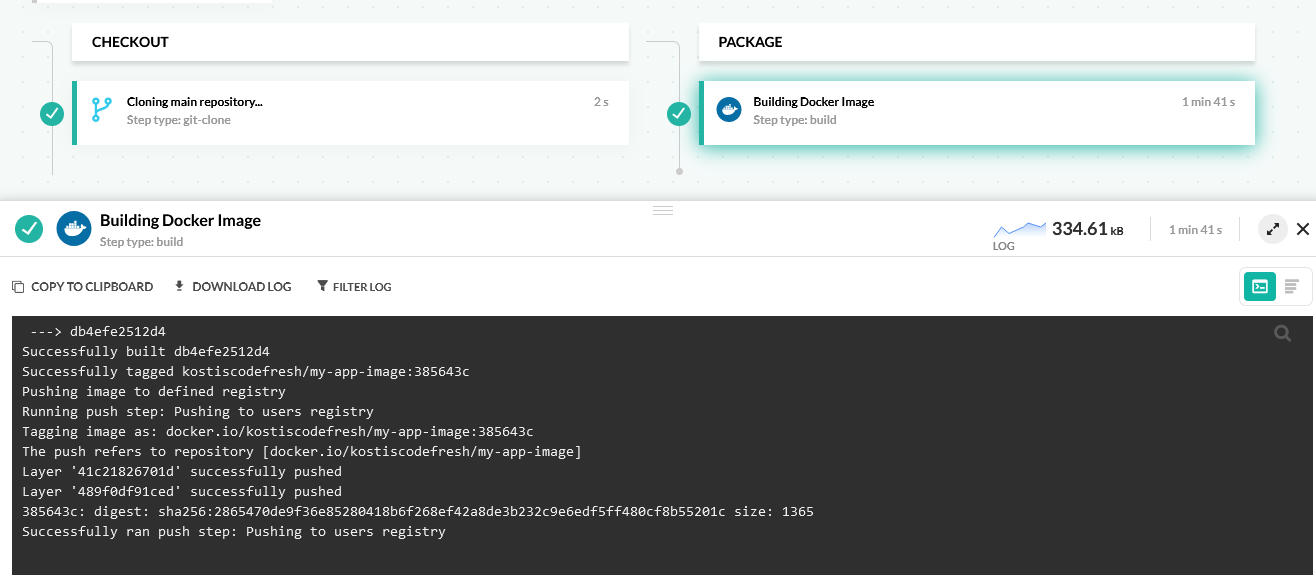 CHECKOUT
PACKAGE
Cloning main repository...
2 s
Step type: git-clone
Building Docker Image
1 min 41 s
Step type: build
Building Docker Image
Step type: build
LOG
334.61 kB
1 min 41 s
COPY TO CLIPBOARD
DOWNLOAD LOG
FILTER LOG
---> db4efe2512d4
Successfully built db4efe2512d4
Successfully tagged kostiscodefresh/my-app-image:385643c
Pushing image to defined registry
Running push step: Pushing to users registry
Tagging image as: docker.io/kostiscodefresh/my-app-image:385643c
The push refers to repository [docker.io/kostiscodefresh/my-app-image]
Layer '41c21826701d' successfully pushed
Layer '489f0df91ced' successfully pushed
385643c: digest: sha256:2865470de9f36e85280418b6f268ef42a8de3b232c9e6edf5ff480cf8b55201c size: 1365
Successfully ran push step: Pushing to users registry